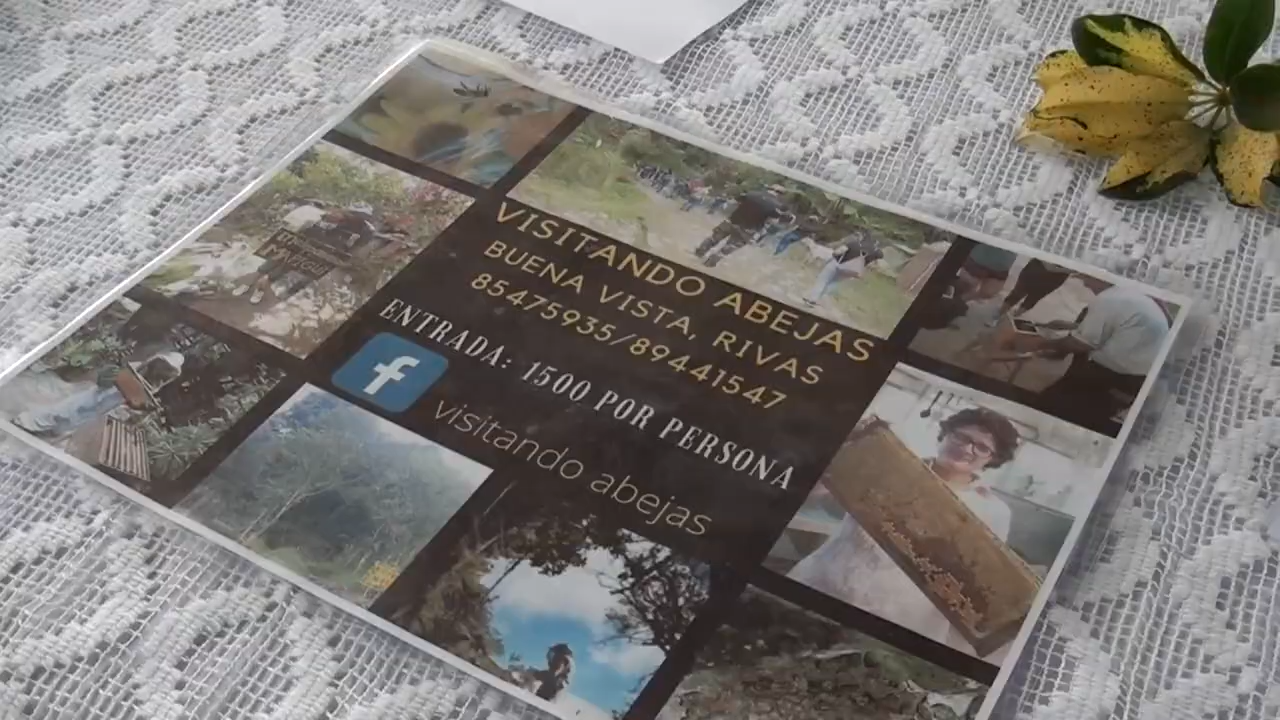 VISITANDO ABEJAS
BUENA VISTA, RIVAS
85475935/89441547
ENTRADA: 1500 POR PERSONA
f visitando abejas